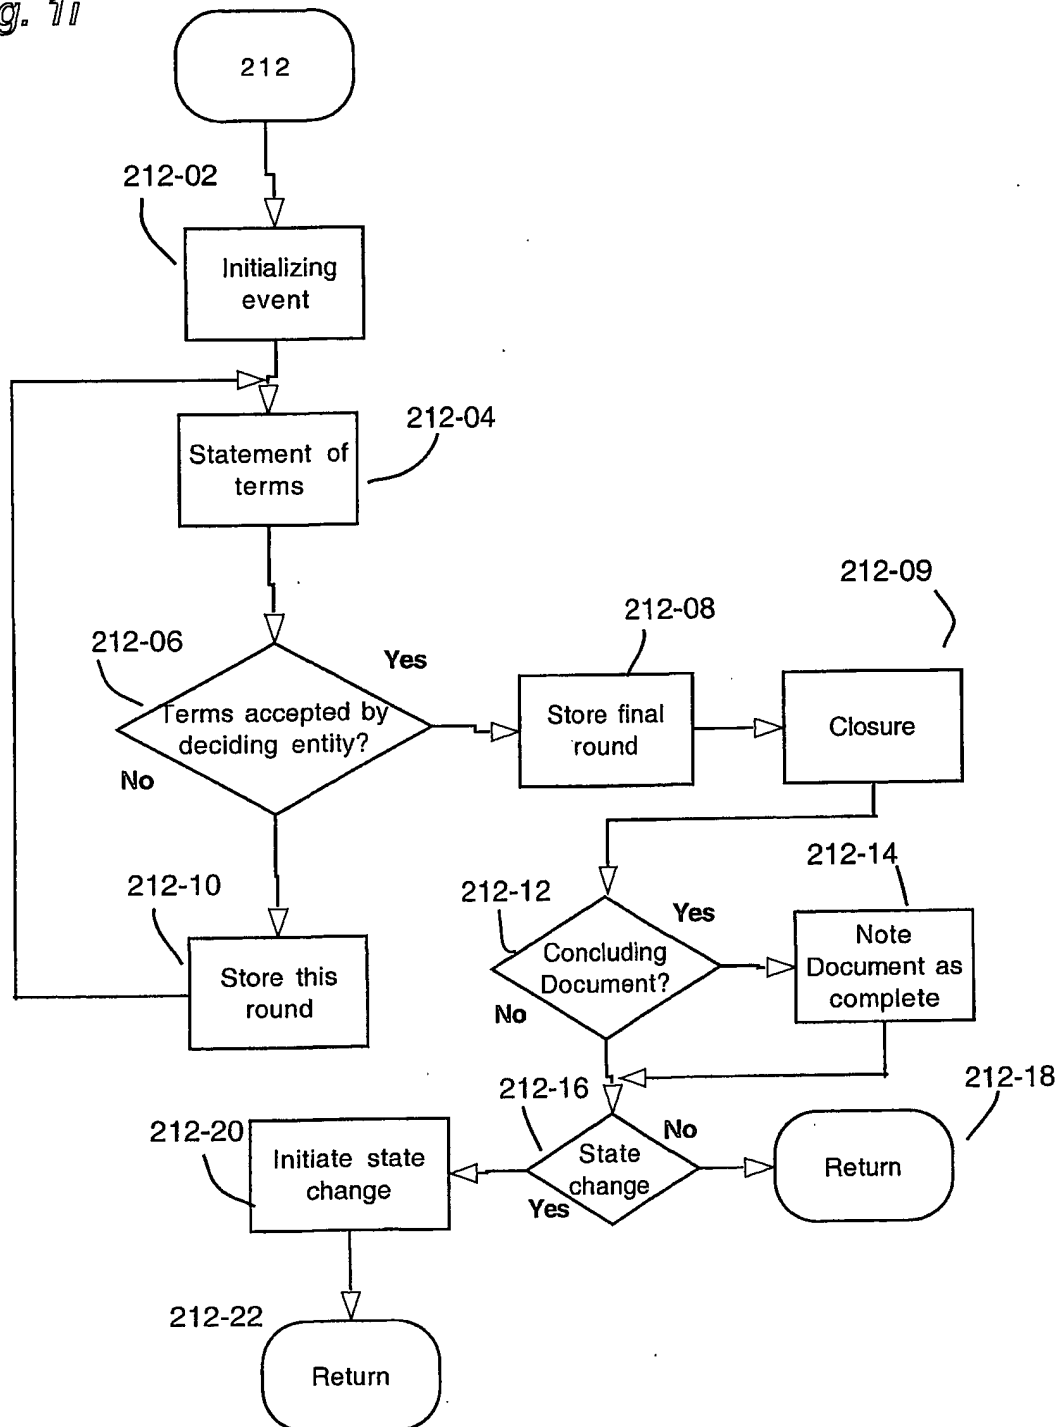 g. 1i
212
212-02
Initializing
event
212-04
Statement of
terms
212-06
Terms accepted by
deciding entity?
Yes
No
212-08
Store final
round
212-09
Closure
212-10
Store this
round
212-12
Concluding
Document?
Yes
No
212-14
Note
Document as
complete
212-16
State
change
No
Yes
212-18
Return
212-20
Initiate state
change
212-22
Return